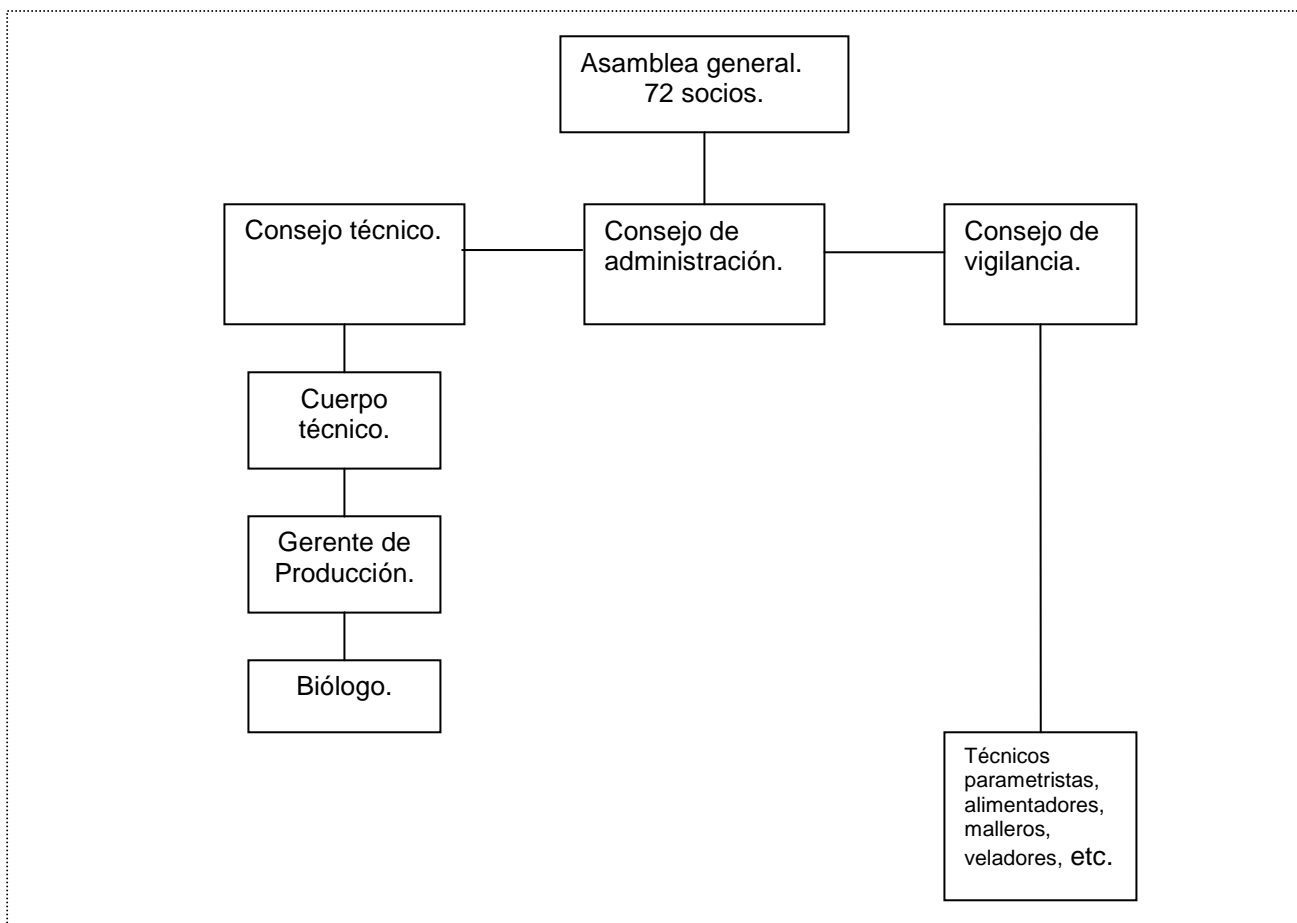 Asamblea general.
72 socios.
Consejo técnico.
Consejo de
administración.
Consejo de
vigilancia.
Cuerpo
técnico.
Gerente de
Producción.
Biólogo.
Técnicos
parametristas,
alimentadores,
malleros,
veladores, etc.